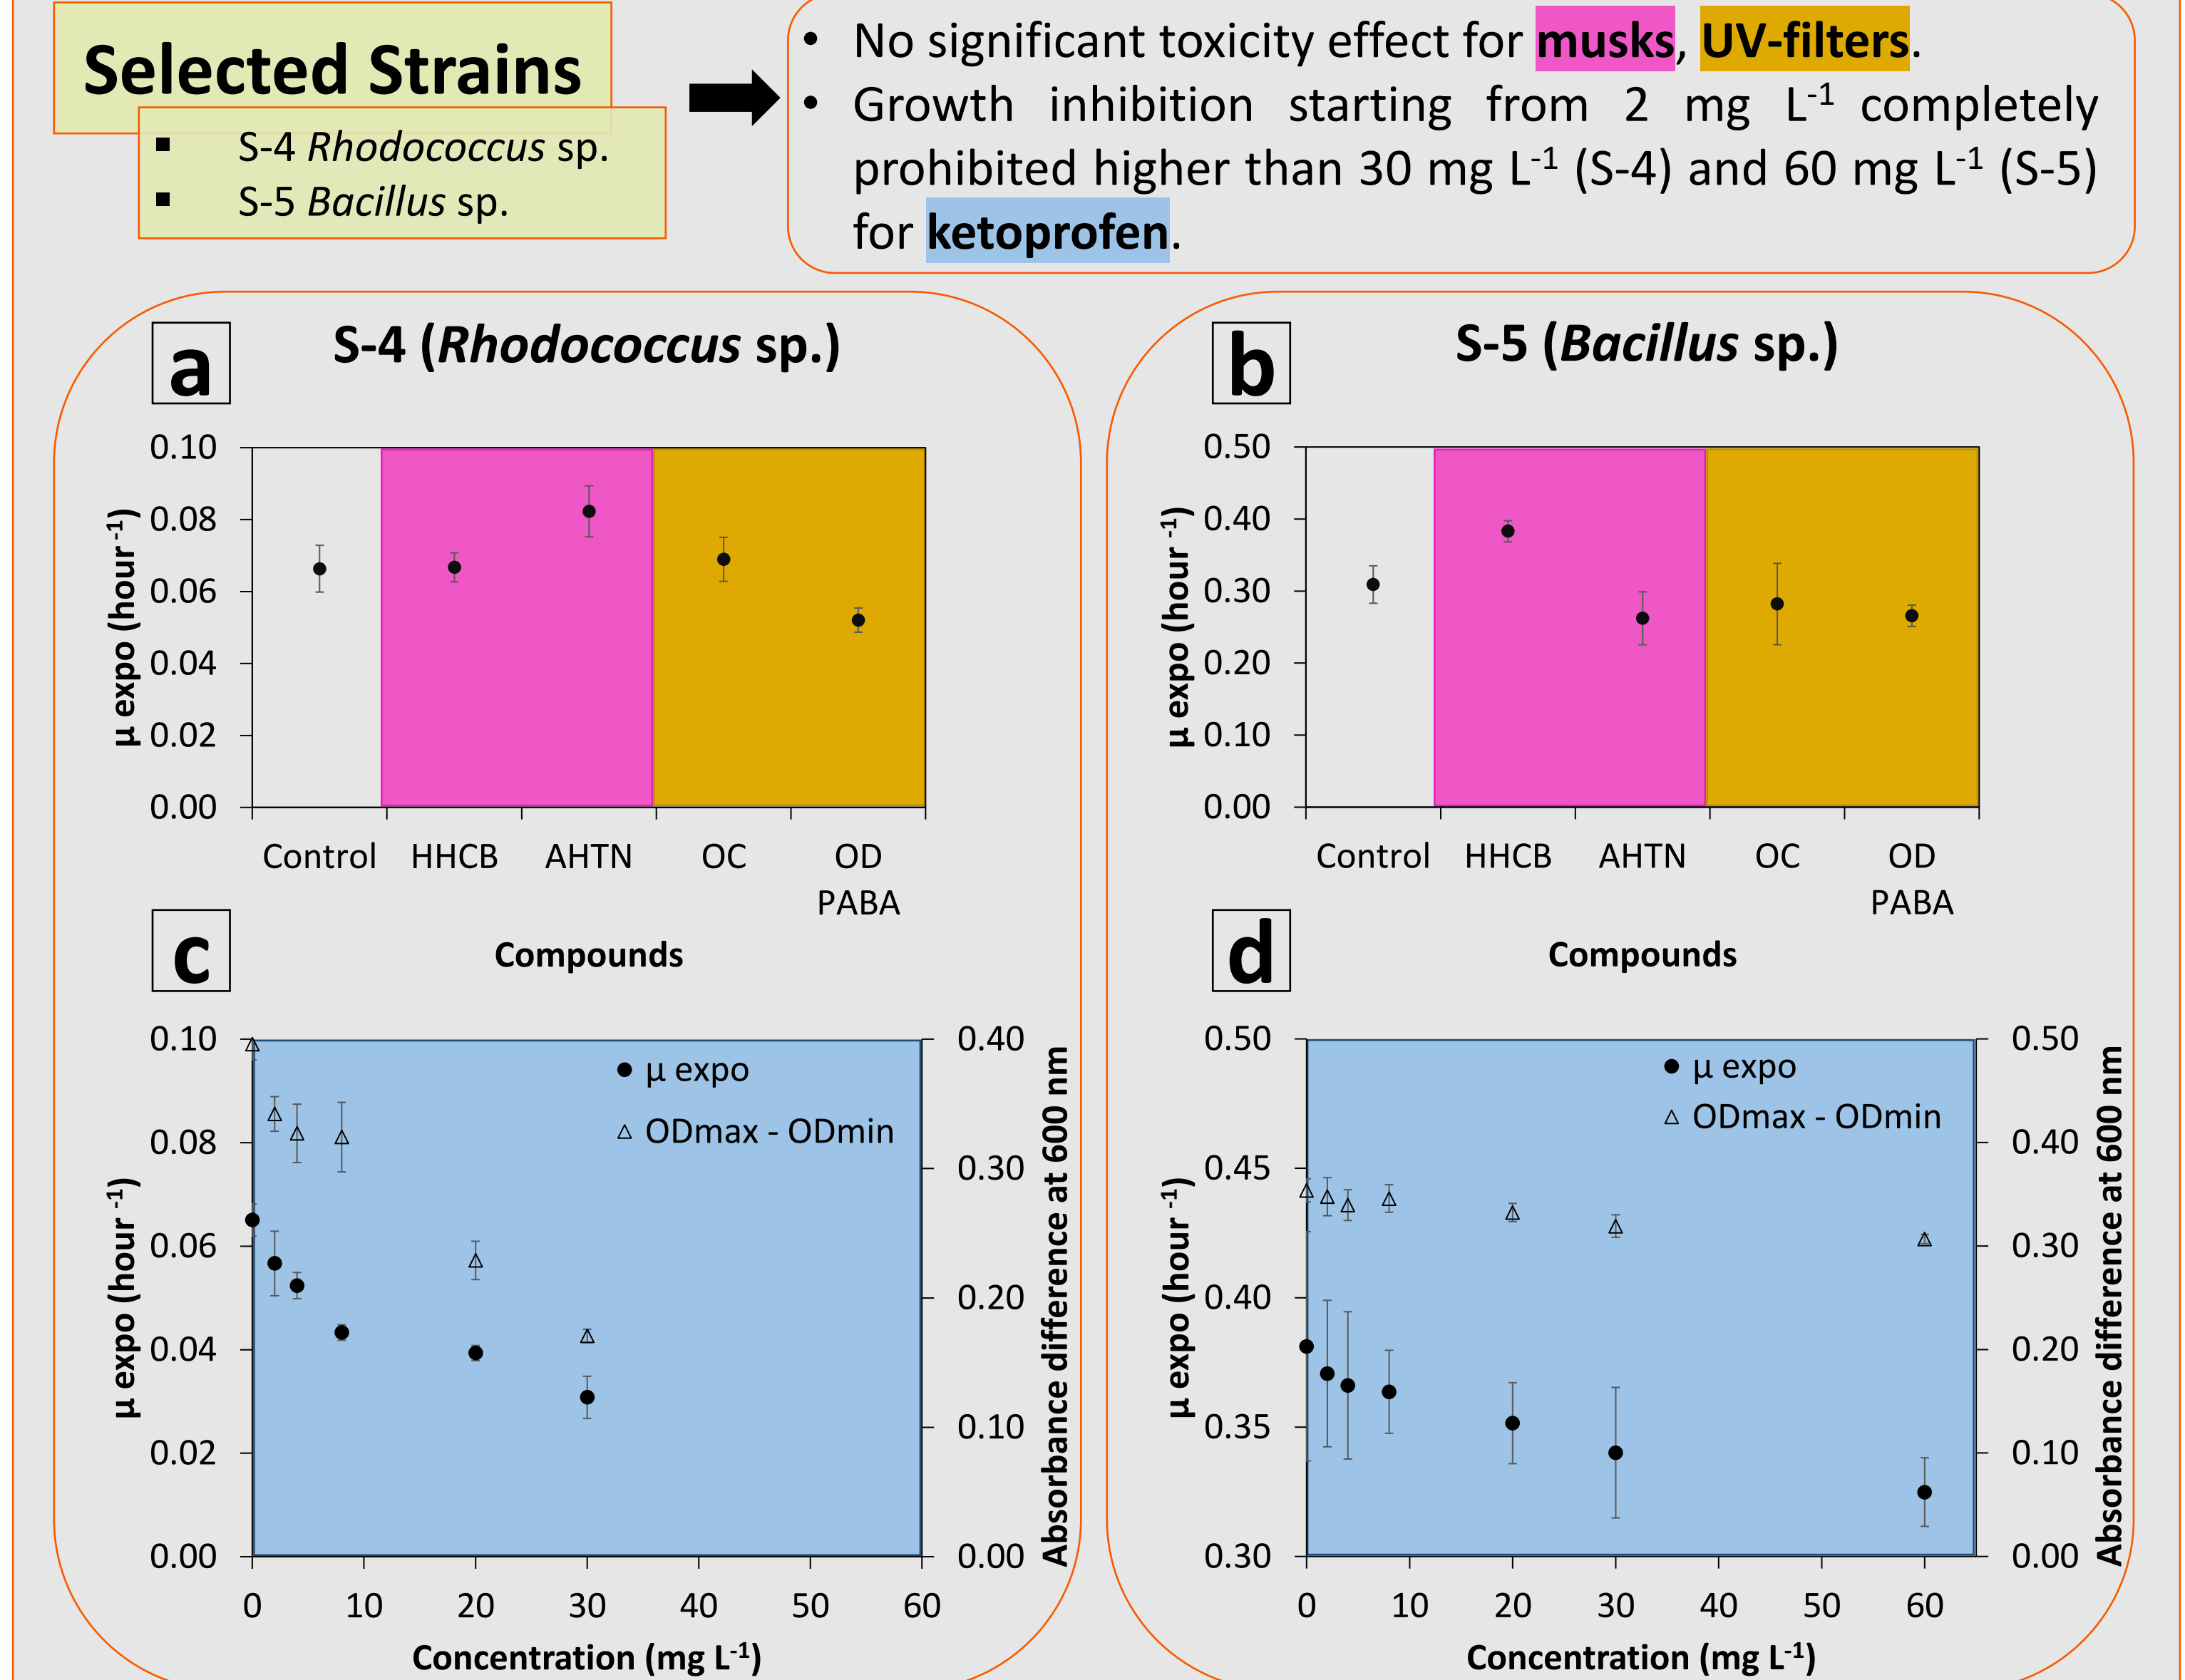 Selected Strains
▪ S-4 Rhodococcus sp.
▪ S-5 Bacillus sp.
• No significant toxicity effect for musks, UV-filters.
• Growth inhibition starting from 2 mg L-1 completely
prohibited higher than 30 mg L-1 (S-4) and 60 mg L-1 (S-5)
for ketoprofen.
a
S-4 (Rhodococcus sp.)
0.10
0.08
0.06
0.04
0.02
0.00
μ expo (hour -1)
Control HHCB AHTN OC OD
PABA
Compounds
b
S-5 (Bacillus sp.)
0.50
0.40
0.30
0.20
0.10
0.00
μ expo (hour -1)
Control HHCB AHTN OC OD
PABA
Compounds
c
0.10
0.08
0.06
0.04
0.02
0.00
μ expo (hour -1)
μ expo
ODmax - ODmin
0.40
0.30
0.20
0.10
0.00
Absorbance difference at 600 nm
0 10 20 30 40 50 60
Concentration (mg L-1)
d
0.50
0.45
0.40
0.35
0.30
μ expo (hour -1)
μ expo
ODmax - ODmin
0.50
0.40
0.30
0.20
0.10
0.00
Absorbance difference at 600 nm
0 10 20 30 40 50 60
Concentration (mg L-1)